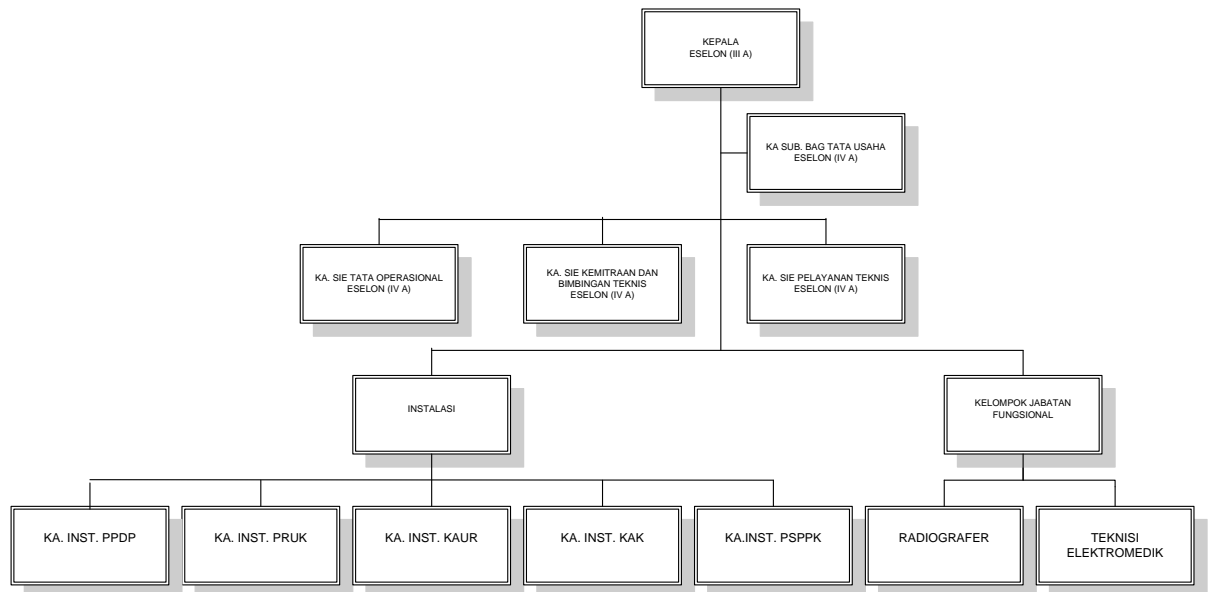 KEPALA
ESELON (III A)
KA SUB. BAG TATA USAHA
ESELON (IV A)
KA. SIE TATA OPERASIONAL
ESELON (IV A)
KA. SIE KEMITRAAN DAN
BIMBINGAN TEKNIS
ESELON (IV A)
KA. SIE PELAYANAN TEKNIS
ESELON (IV A)
INSTALASI
KELOMPOK JABATAN
FUNGSIONAL
KA. INST. PPDP
KA. INST. PRUK
KA. INST. KAUR
KA. INST. KAK
KA.INST. PSPPK
RADIOGRAFER
TEKNISI
ELEKTROMEDIK